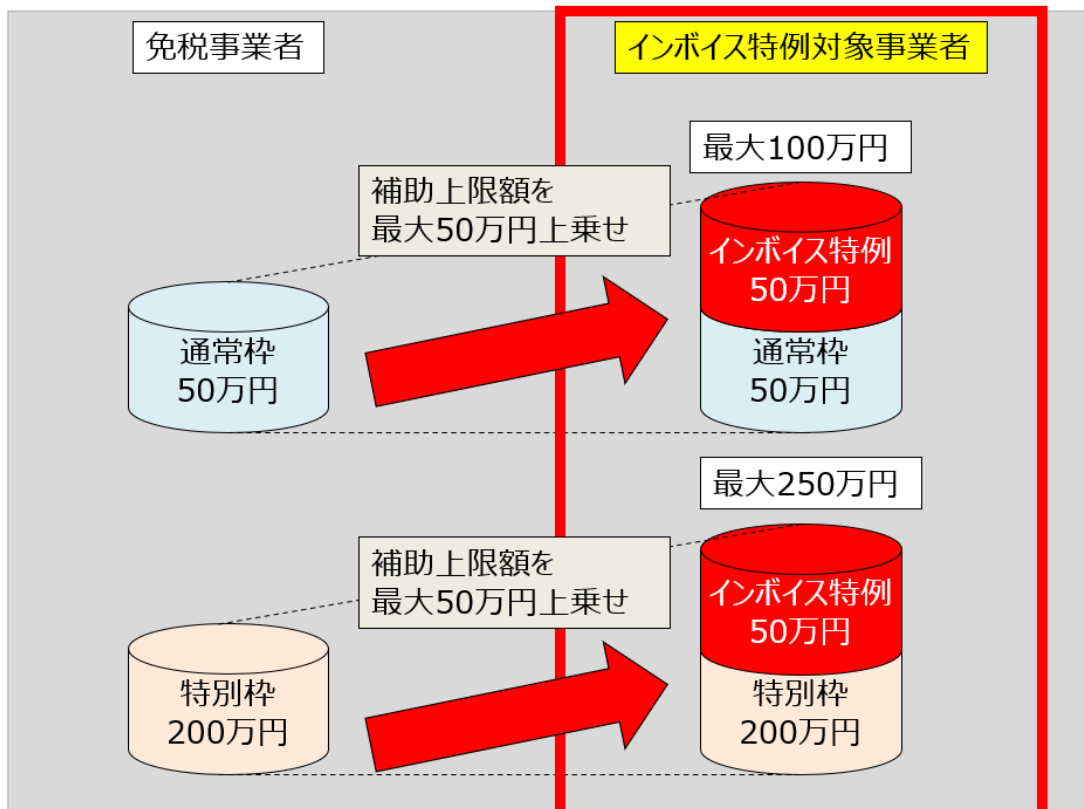 免税事業者
インボイス特例対象事業者
最大100万円
補助上限額を
最大50万円上乗せ
インボイス特例
50万円
通常枠
50万円
通常枠
50万円
最大250万円
補助上限額を
最大50万円上乗せ
インボイス特例
50万円
特別枠
200万円
特別枠
200万円